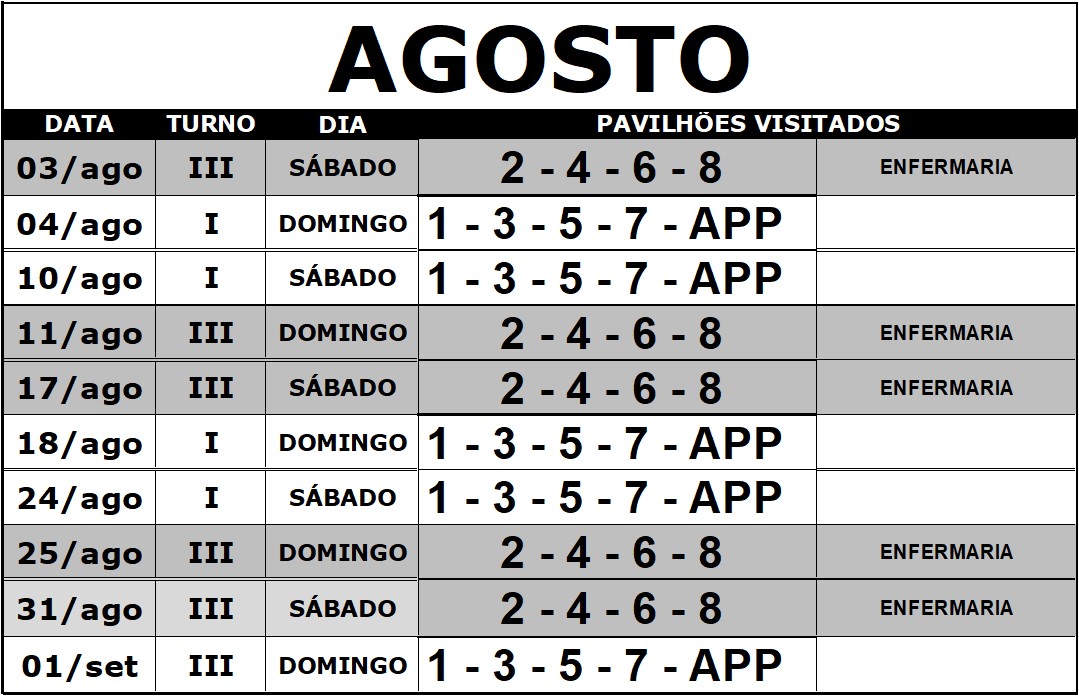 AGOSTO
DATA TURNO DIA PAVILHÕES VISITADOS
03/ago III SÁBADO 2 - 4 - 6 - 8 ENFERMARIA
04/ago I DOMINGO 1 - 3 - 5 - 7 - APP
10/ago I SÁBADO 1 - 3 - 5 - 7 - APP
11/ago III DOMINGO 2 - 4 - 6 - 8 ENFERMARIA
17/ago III SÁBADO 2 - 4 - 6 - 8 ENFERMARIA
18/ago I DOMINGO 1 - 3 - 5 - 7 - APP
24/ago I SÁBADO 1 - 3 - 5 - 7 - APP
25/ago III DOMINGO 2 - 4 - 6 - 8 ENFERMARIA
31/ago III SÁBADO 2 - 4 - 6 - 8 ENFERMARIA
01/set III DOMINGO 1 - 3 - 5 - 7 - APP